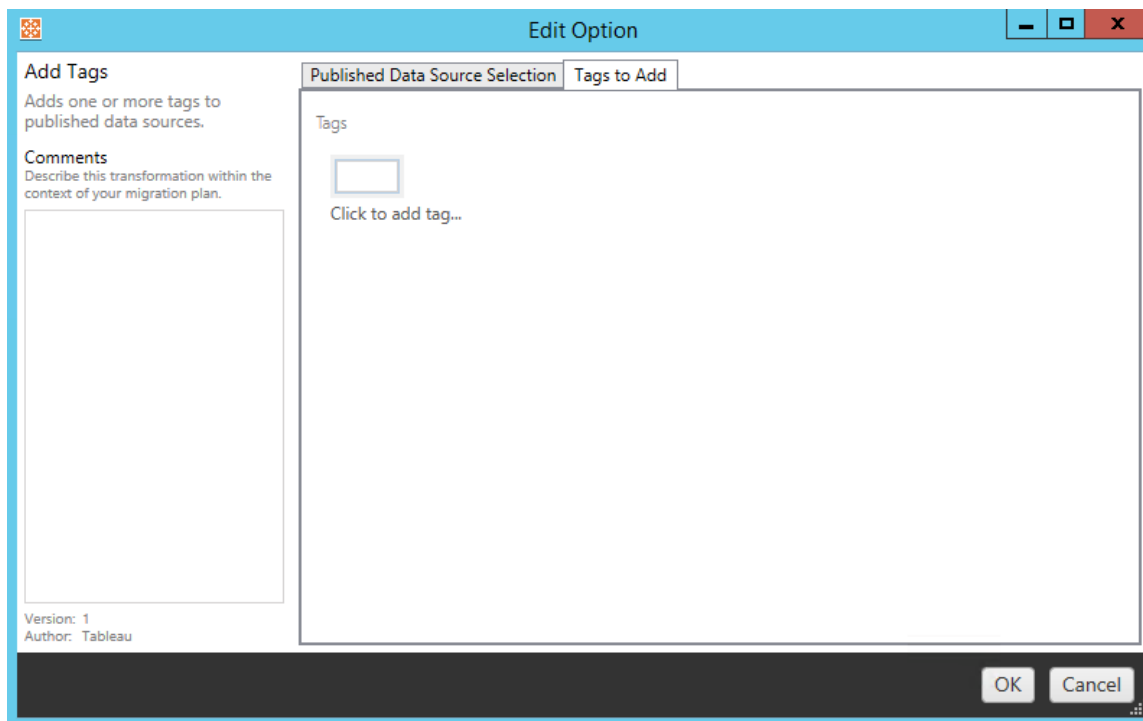 Edit Option
Add Tags
Adds one or more tags to
published data sources.
Comments
Describe this transformation within the
context of your migration plan.
Version: 1
Author: Tableau
Published Data Source Selection
Tags to Add
Tags
Click to add tag...
OK
Cancel